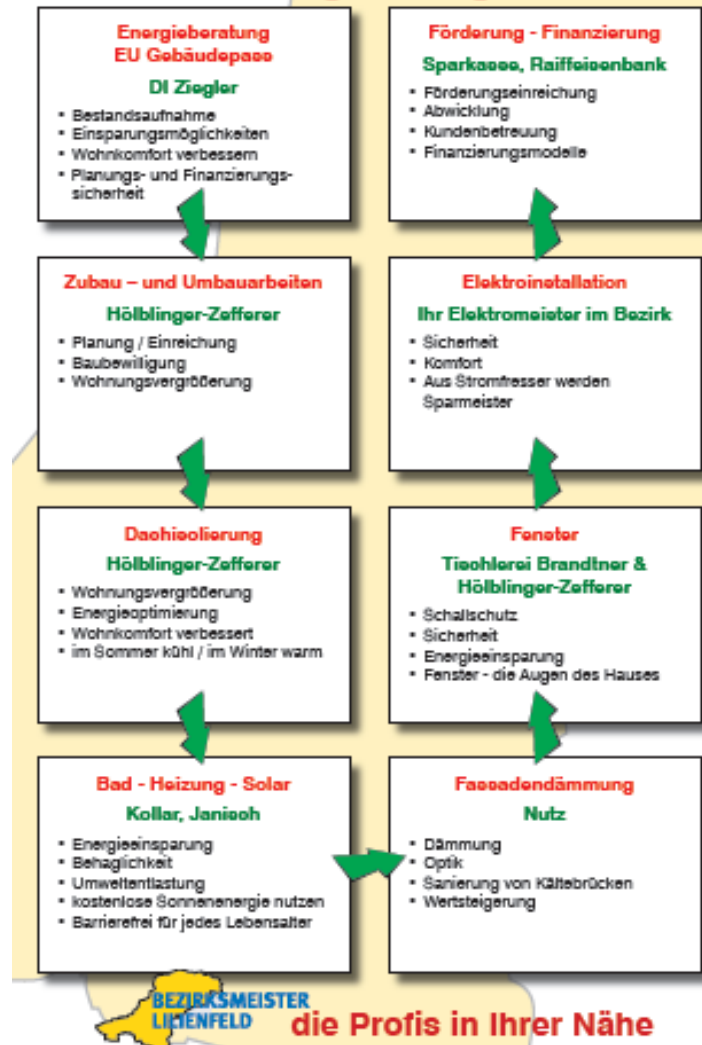 Energieberatung
EU Gebäudepass
DI Ziegler
▪ Bestandsaufnahme
▪ Einsparungsmöglichkeiten
▪ Wohnkomfort verbessern
▪ Planungs- und Finanzierungs-
sicherheit
Zubau – und Umbauarbeiten
Hölblinger-Zefferer
▪ Planung / Einreichung
▪ Baubewilligung
▪ Wohnungsvergrößerung
Dachisolierung
Hölblinger-Zefferer
▪ Wohnungsvergrößerung
▪ Energieoptimierung
▪ Wohnkomfort verbessert
▪ im Sommer kühl / im Winter warm
Bad - Heizung - Solar
Kollar, Janisch
▪ Energieeinsparung
▪ Behaglichkeit
▪ Umweltentlastung
▪ kostenlose Sonnenenergie nutzen
▪ Barrierefrei für jedes Lebensalter
Fassadendämmung
Nutz
▪ Dämmung
▪ Optik
▪ Sanierung von Kältebrücken
▪ Wertsteigerung
Fenster
Tischlerei Brandtner &
Hölblinger-Zefferer
▪ Schallschutz
▪ Sicherheit
▪ Energieeinsparung
▪ Fenster - die Augen des Hauses
Elektroinstallation
Ihr Elektromeister im Bezirk
▪ Sicherheit
▪ Komfort
▪ Aus Stromfresser werden
Sparmeister
Förderung - Finanzierung
Sparkasse, Raiffeisenbank
▪ Förderungseinreichung
▪ Abwicklung
▪ Kundenbetreuung
▪ Finanzierungsmodelle
BEZIRKSMEISTER
LILIENFELD
die Profis in Ihrer Nähe